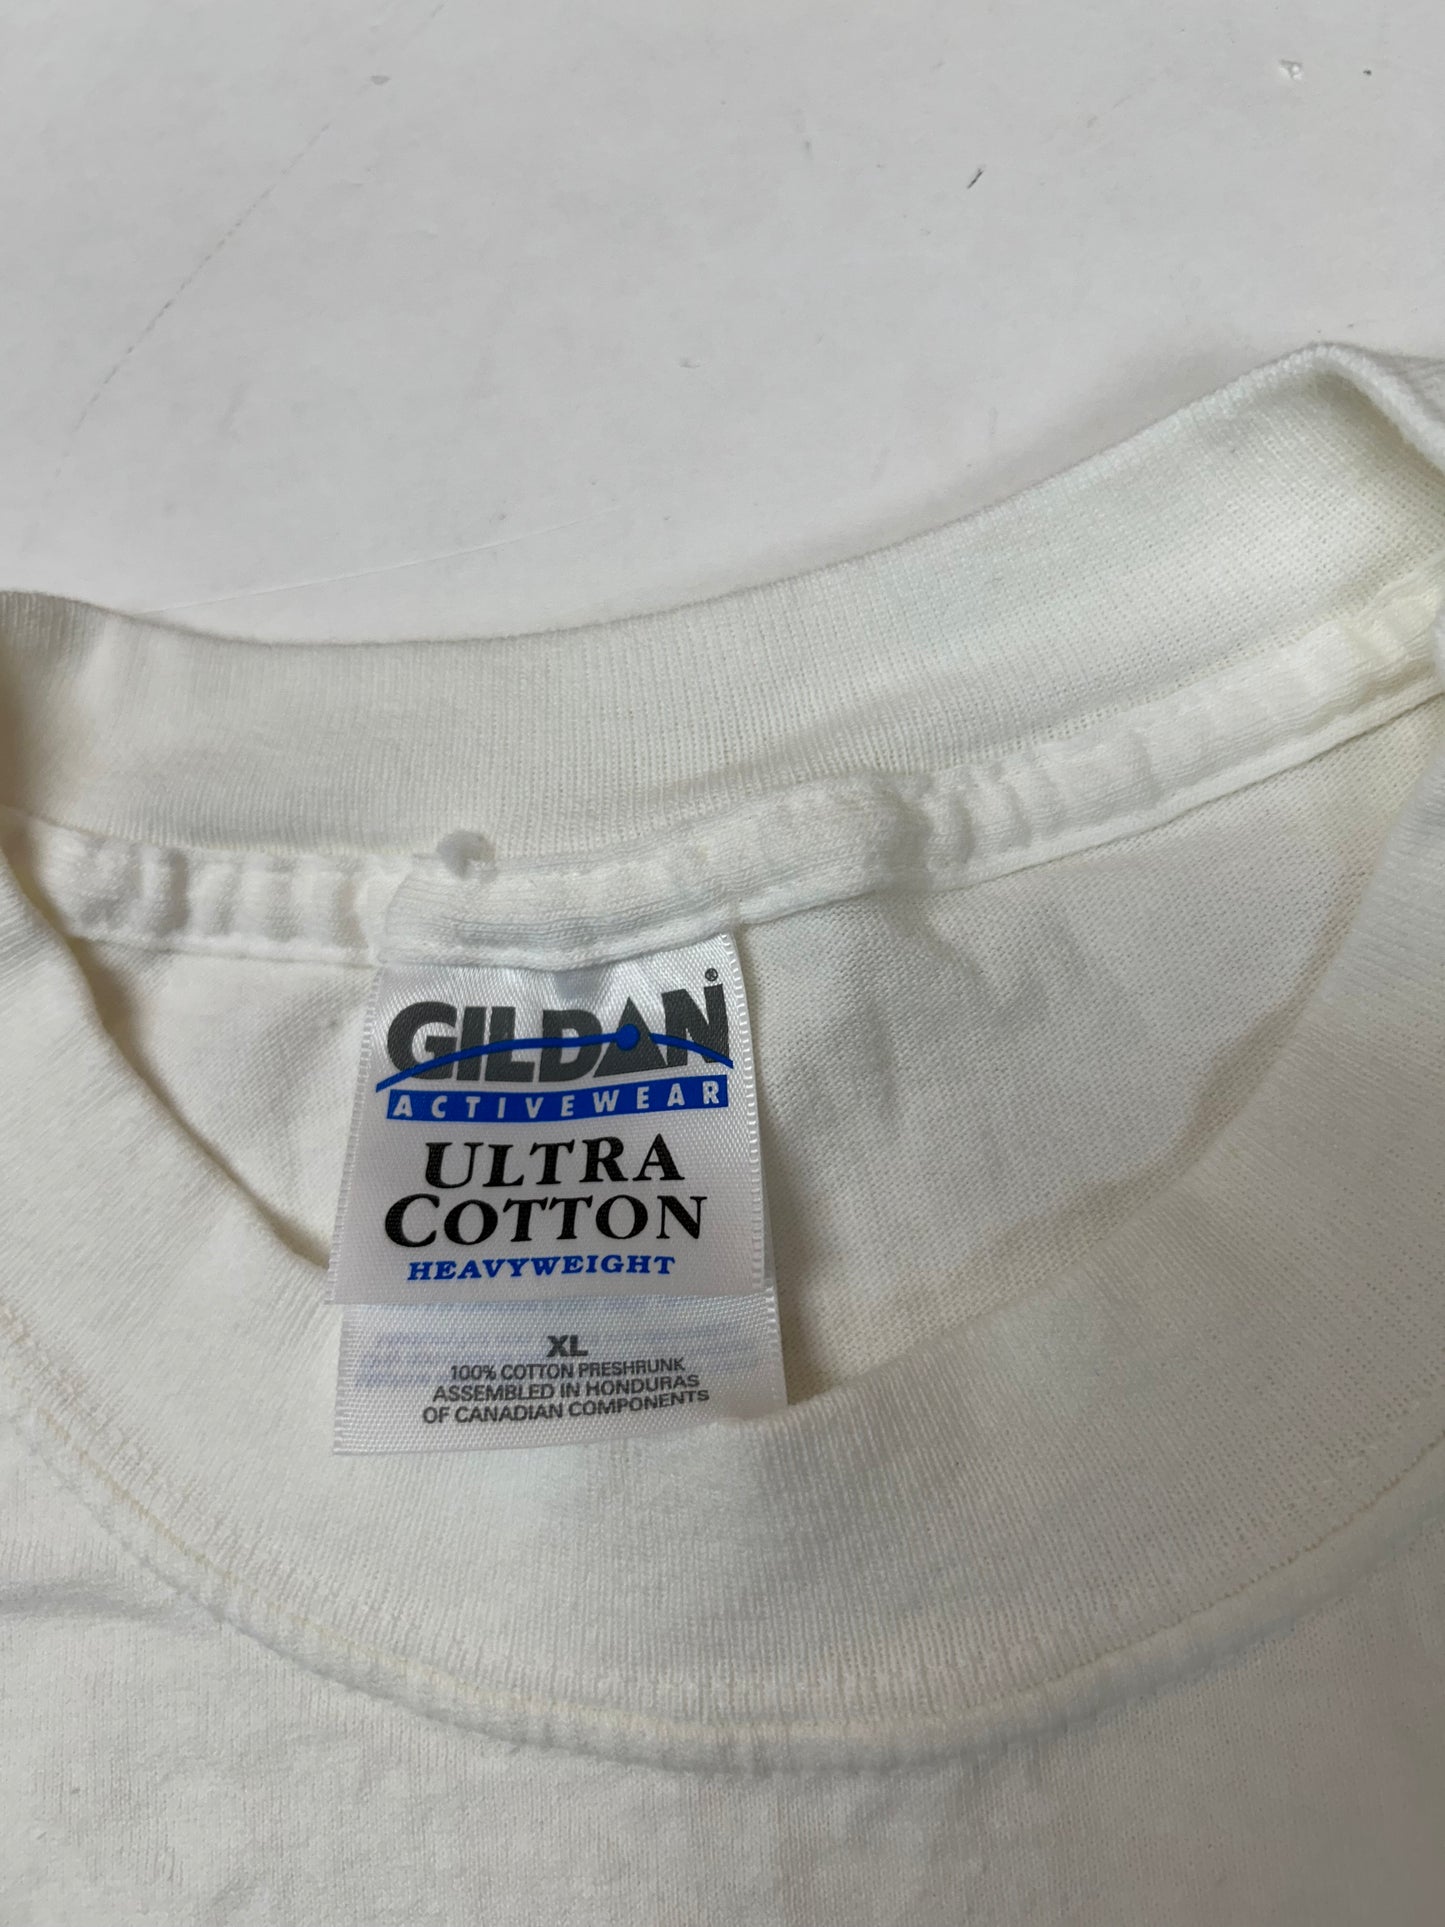 GILDAN®
ACTIVEWEAR
ULTRA
COTTON
HEAVYWEIGHT
XL
100% COTTON PRESHRUNK
ASSEMBLED IN HONDURAS
OF CANADIAN COMPONENTS